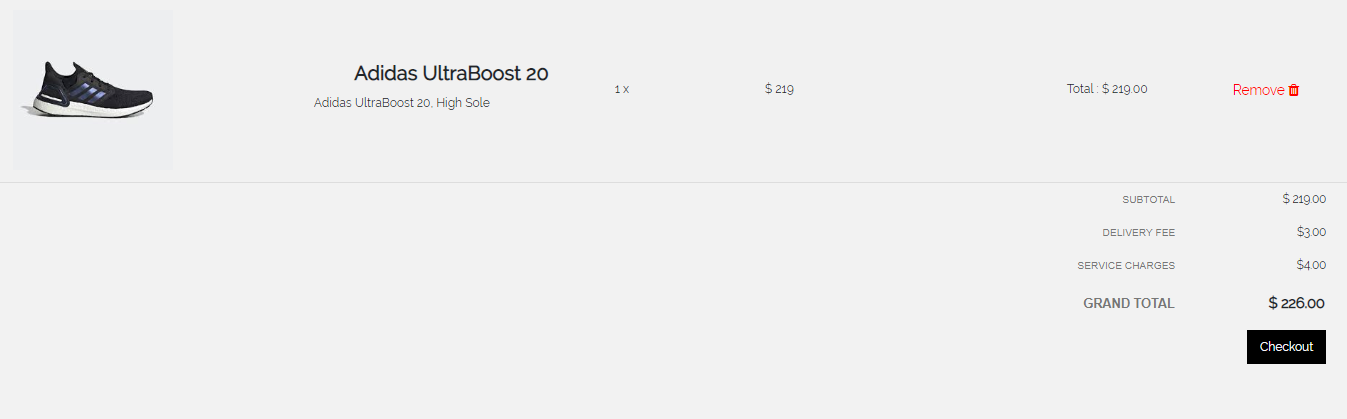 Adidas UltraBoost 20
Adidas UltraBoost 20, High Sole
1 x
$ 219
Total : $ 219.00
Remove
SUBTOTAL $ 219.00
DELIVERY FEE $3.00
SERVICE CHARGES $4.00
GRAND TOTAL $ 226.00
Checkout